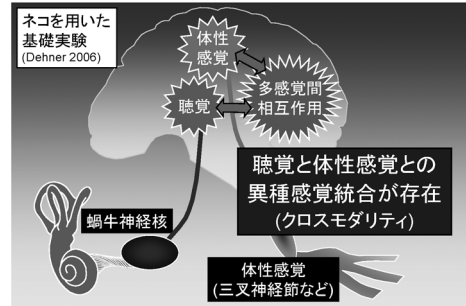 ネコを用いた
基礎実験
(Dehner 2006)
体性
感覚
聴覚
多感覚間
相互作用
聴覚と体性感覚との
異種感覚統合が存在
(クロスモダリティ)
蝸牛神経核
体性感覚
(三叉神経節など)